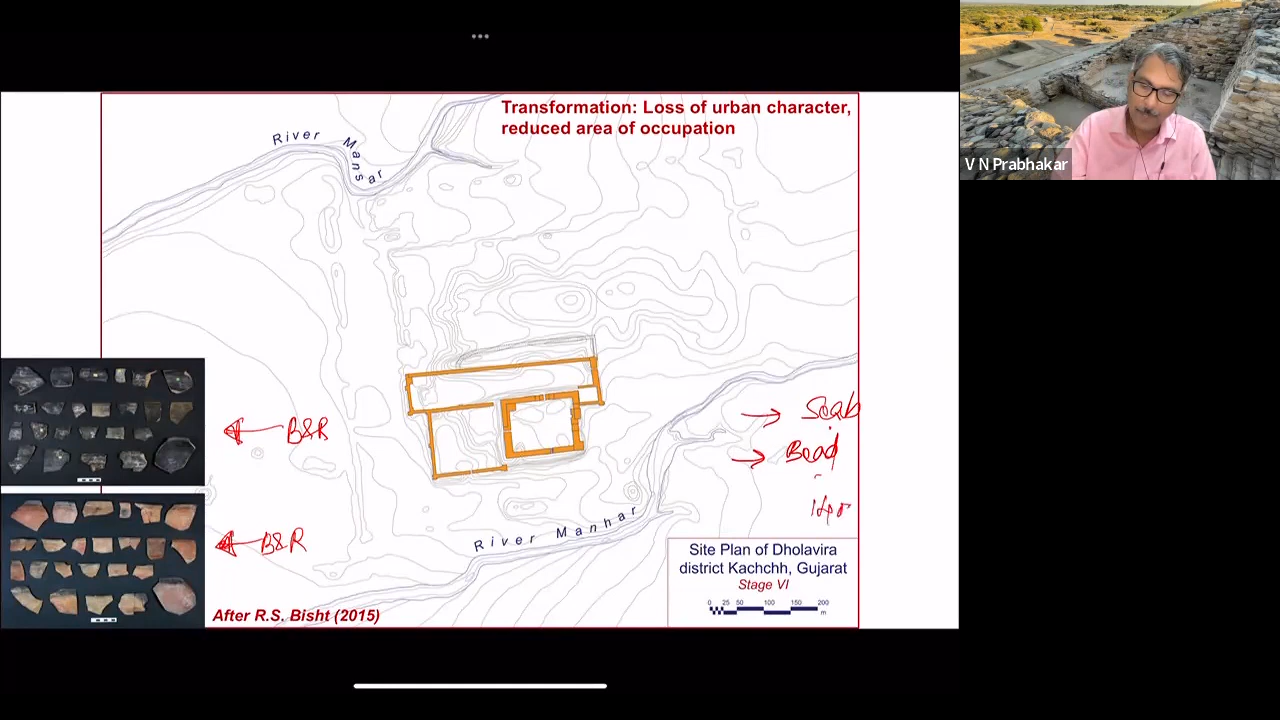 Transformation: Loss of urban character,
reduced area of occupation
V N Prabhakar
River Mansar
B&R
B&R
Seals
Bead
River Manhar
Site Plan of Dholavira
district Kachchh, Gujarat
Stage VI
0 25 50 100 150 200
m
After R.S. Bisht (2015)